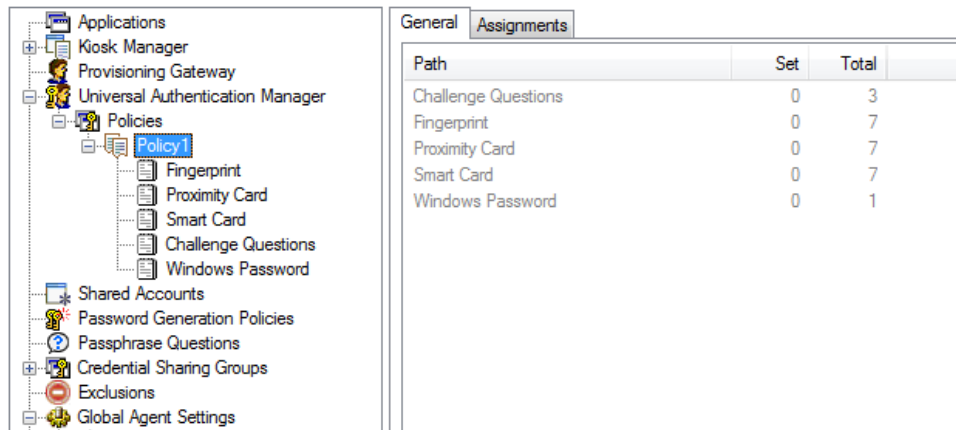 Applications
Kiosk Manager
Provisioning Gateway
Universal Authentication Manager
Policies
Policy1
Fingerprint
Proximity Card
Smart Card
Challenge Questions
Windows Password
Shared Accounts
Password Generation Policies
Passphrase Questions
Credential Sharing Groups
Exclusions
Global Agent Settings
General Assignments
Path Set Total
Challenge Questions 0 3
Fingerprint 0 7
Proximity Card 0 7
Smart Card 0 7
Windows Password 0 1